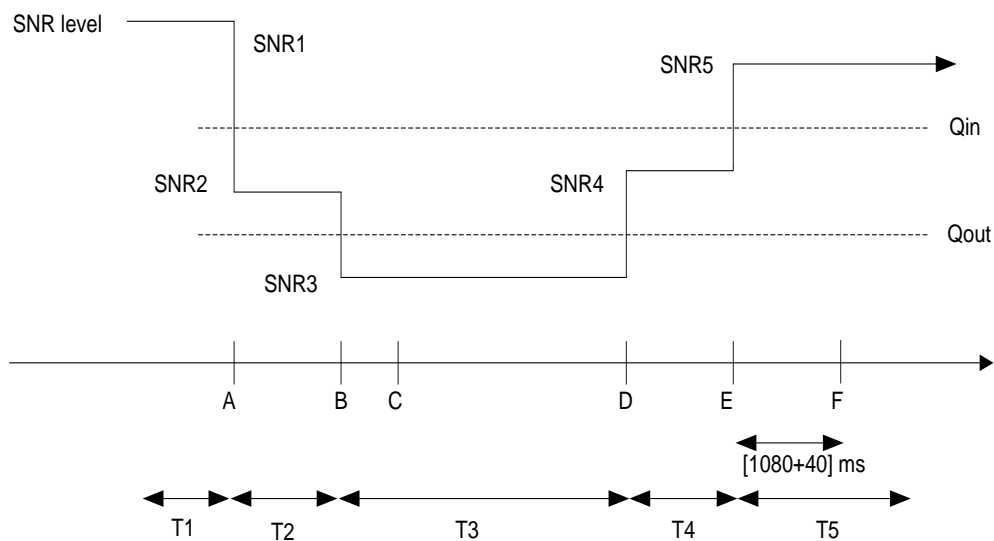 SNR level
SNR1
SNR5
Qin
SNR2
SNR4
Qout
SNR3
A B C D E F
[1080+40] ms
T1 T2 T3 T4 T5